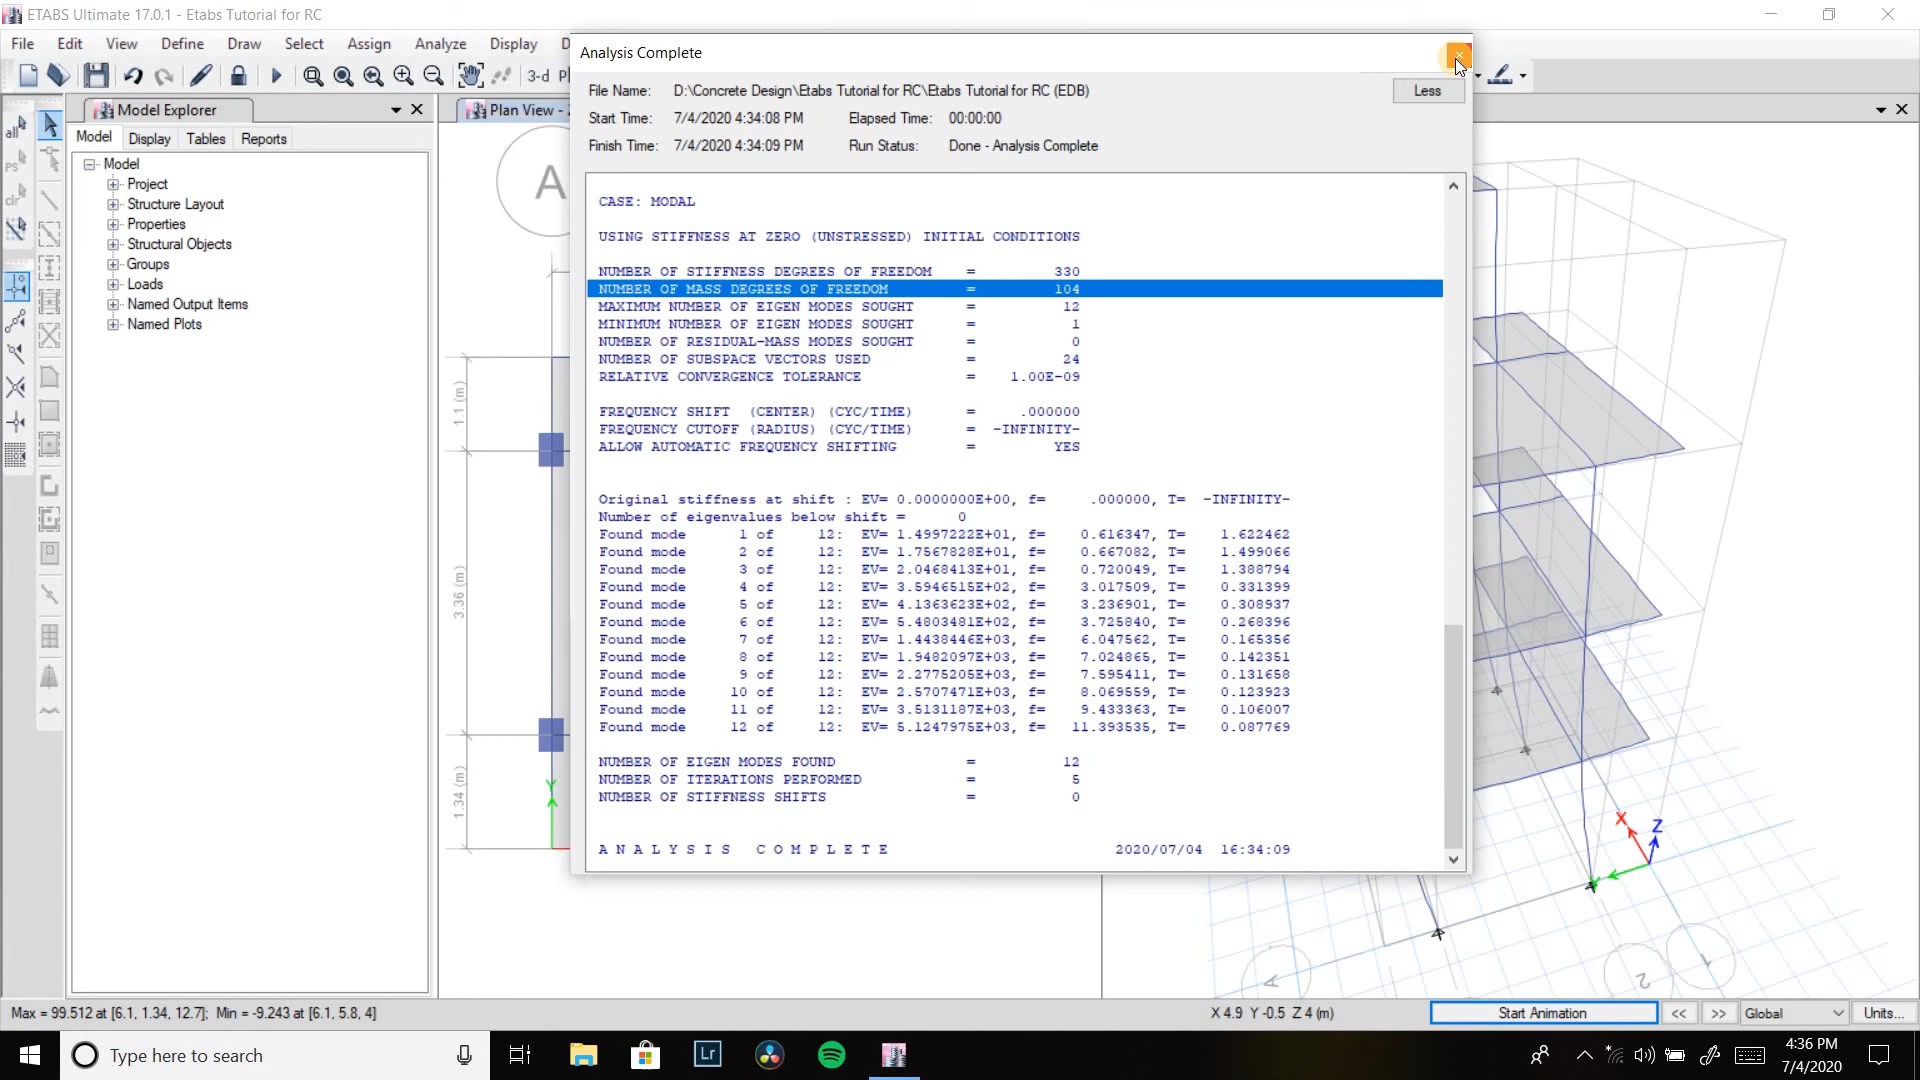 ETABS Ultimate 17.0.1 - Etabs Tutorial for RC
File Edit View Define Draw Select Assign Analyze Display D
3-d Pl
Analysis Complete
File Name: D:\Concrete Design\Etabs Tutorial for RC\Etabs Tutorial for RC (EDB)
Less
Start Time: 7/4/2020 4:34:08 PM Elapsed Time: 00:00:00
Finish Time: 7/4/2020 4:34:09 PM Run Status: Done - Analysis Complete
Model Explorer
Plan View -
Model Display Tables Reports
Model
Project
Structure Layout
Properties
Structural Objects
Groups
Loads
Named Output Items
Named Plots
all
ps
clr
A
1.1 (m)
3.36 (m)
1.34 (m)
Y
CASE: MODAL
USING STIFFNESS AT ZERO (UNSTRESSED) INITIAL CONDITIONS
NUMBER OF STIFFNESS DEGREES OF FREEDOM = 330
NUMBER OF MASS DEGREES OF FREEDOM = 104
MAXIMUM NUMBER OF EIGEN MODES SOUGHT = 12
MINIMUM NUMBER OF EIGEN MODES SOUGHT = 1
NUMBER OF RESIDUAL-MASS MODES SOUGHT = 0
NUMBER OF SUBSPACE VECTORS USED = 24
RELATIVE CONVERGENCE TOLERANCE = 1.00E-09
FREQUENCY SHIFT (CENTER) (CYC/TIME) = .000000
FREQUENCY CUTOFF (RADIUS) (CYC/TIME) = -INFINITY-
ALLOW AUTOMATIC FREQUENCY SHIFTING = YES
Original stiffness at shift : EV= 0.0000000E+00, f= .000000, T= -INFINITY-
Number of eigenvalues below shift = 0
Found mode 1 of 12: EV= 1.4997222E+01, f= 0.616347, T= 1.622462
Found mode 2 of 12: EV= 1.7567828E+01, f= 0.667082, T= 1.499066
Found mode 3 of 12: EV= 2.0468413E+01, f= 0.720049, T= 1.388794
Found mode 4 of 12: EV= 3.5946515E+02, f= 3.017509, T= 0.331399
Found mode 5 of 12: EV= 4.1363623E+02, f= 3.236901, T= 0.308937
Found mode 6 of 12: EV= 5.4803481E+02, f= 3.725840, T= 0.268396
Found mode 7 of 12: EV= 1.4438446E+03, f= 6.047562, T= 0.165356
Found mode 8 of 12: EV= 1.9482097E+03, f= 7.024865, T= 0.142351
Found mode 9 of 12: EV= 2.2775205E+03, f= 7.595411, T= 0.131658
Found mode 10 of 12: EV= 2.5707471E+03, f= 8.069559, T= 0.123923
Found mode 11 of 12: EV= 3.5131187E+03, f= 9.433363, T= 0.106007
Found mode 12 of 12: EV= 5.1247975E+03, f= 11.393535, T= 0.087769
NUMBER OF EIGEN MODES FOUND = 12
NUMBER OF ITERATIONS PERFORMED = 5
NUMBER OF STIFFNESS SHIFTS = 0
A N A L Y S I S C O M P L E T E 2020/07/04 16:34:09
X Z
Y
A 2 1
Max = 99.512 at [6.1, 1.34, 12.7]; Min = -9.243 at [6.1, 5.8, 4]
X 4.9 Y -0.5 Z 4 (m)
Start Animation << >> Global Units...
Type here to search
Lr
4:36 PM
7/4/2020